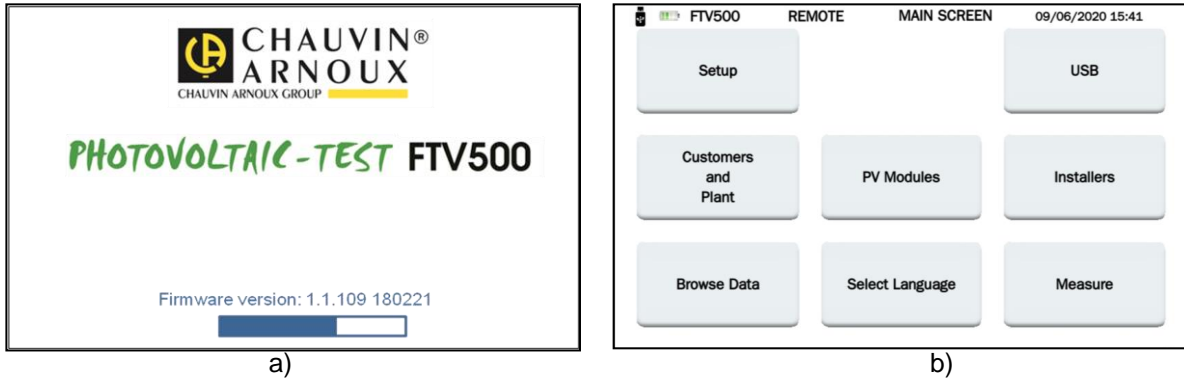 CHAUVIN®
ARNOUX
CHAUVIN ARNOUX GROUP
PHOTOVOLTAIC-TEST FTV500
Firmware version: 1.1.109 180221
a)
FTV500 REMOTE MAIN SCREEN 09/06/2020 15:41
Setup
USB
Customers
and
Plant
PV Modules
Installers
Browse Data
Select Language
Measure
b)